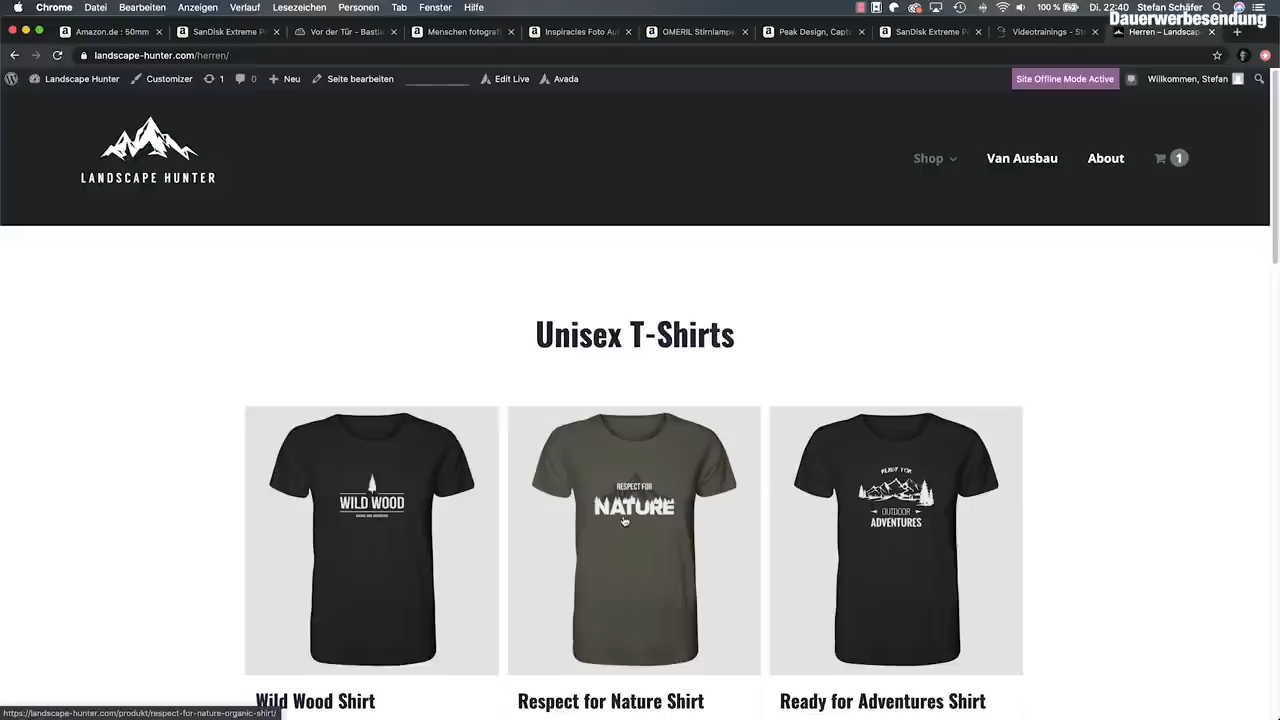 Chrome Datei Bearbeiten Anzeigen Verlauf Lesezeichen Personen Tab Fenster Hilfe 100 % Di. 22:40 Stefan Schäfer
Dauerwerbesendung
Amazon.de : 50mm SanDisk Extreme P Vor der Tür – Bastia Menschen fotograf Inspiracles Foto Au OMERIL Stirnlampe Peak Design, Capt SanDisk Extreme P Videotrainings – St Herren – Landscape
landscape-hunter.com/herren/
Landscape Hunter Customizer 1 0 Neu Seite bearbeiten Edit Live Avada Site Offline Mode Active Willkommen, Stefan
LANDSCAPE HUNTER
Shop Van Ausbau About 1
Unisex T-Shirts
WILD WOOD
RESPECT FOR
NATURE
READY FOR
OUTDOOR
ADVENTURES
Wild Wood Shirt Respect for Nature Shirt Ready for Adventures Shirt
https://landscape-hunter.com/produkt/respect-for-nature-organic-shirt/